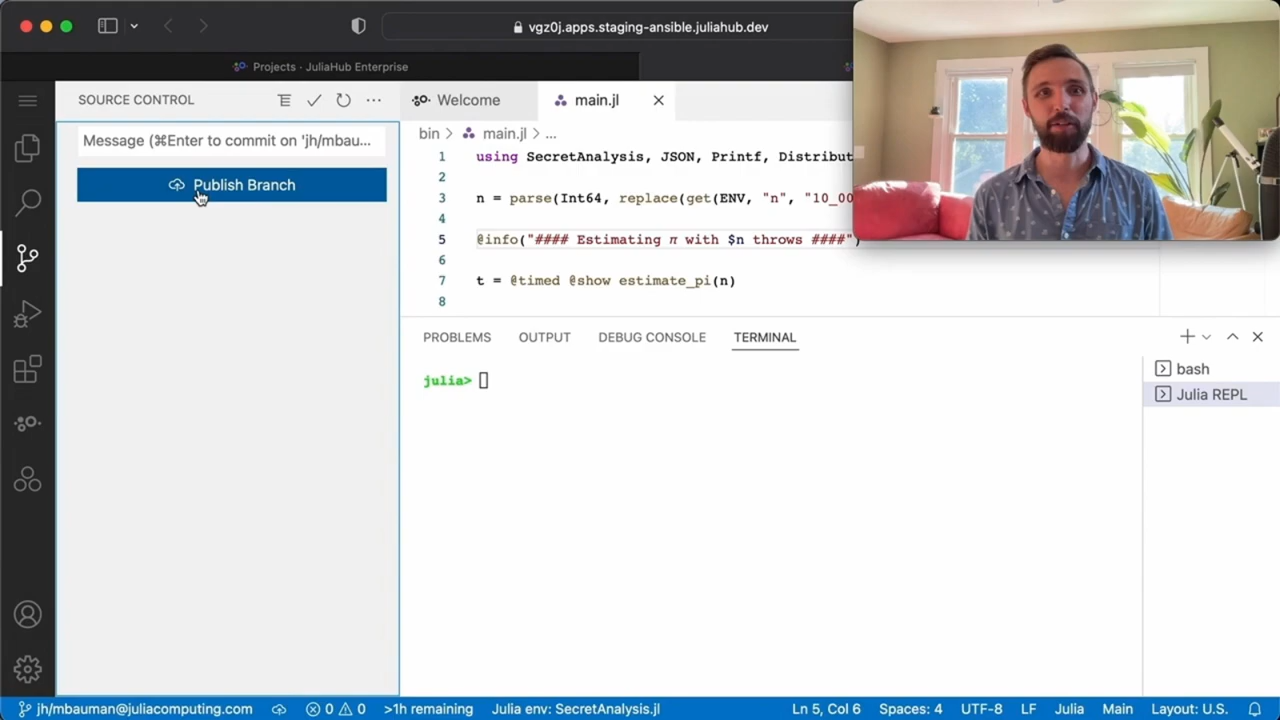 vgz0j.apps.staging-ansible.juliahub.dev
Projects · JuliaHub Enterprise
SOURCE CONTROL
Welcome
main.jl
Message (⌘Enter to commit on 'jh/mbau...
bin > main.jl > ...
Publish Branch
1 using SecretAnalysis, JSON, Printf, Distribut
2
3 n = parse(Int64, replace(get(ENV, "n", "10_00
4
5 @info("#### Estimating π with $n throws ####")
6
7 t = @timed @show estimate_pi(n)
8
PROBLEMS OUTPUT DEBUG CONSOLE TERMINAL
julia>
bash
Julia REPL
jh/mbauman@juliacomputing.com 0 0 >1h remaining Julia env: SecretAnalysis.jl Ln 5, Col 6 Spaces: 4 UTF-8 LF Julia Main Layout: U.S.